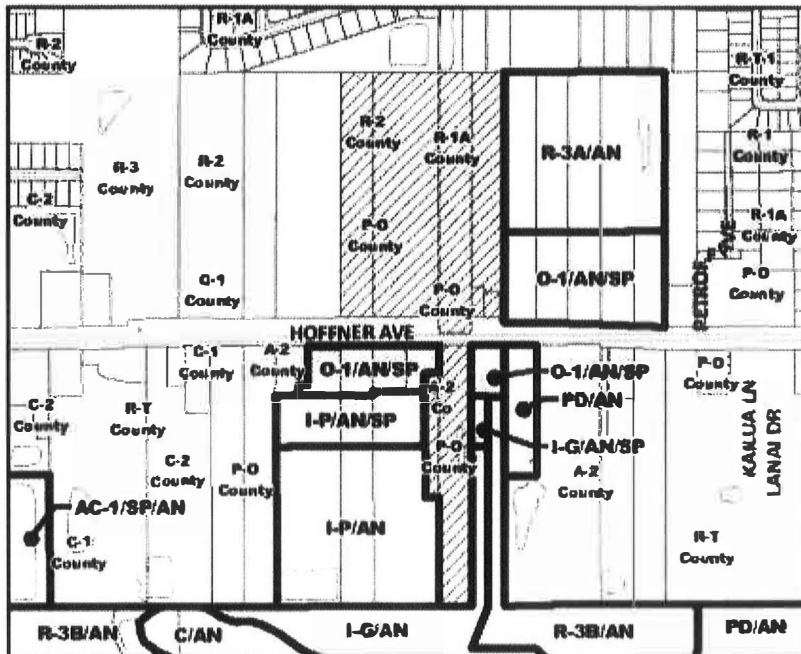 R-1A
County
R-2
County
R-T-1
County
R-2
County
R-1A
County
R-1
County
R-3
County
R-2
County
R-3A/AN
C-2
County
R-1A
County
P-O
County
PETROFF AVE
P-O
County
O-1
County
P-O
County
O-1/AN/SP
HOFFNER AVE
C-1
County
A-2
County
O-1/AN/SP
O-1/AN/SP
P-O
County
R-2
Co
PD/AN
C-2
County
R-T
County
I-P/AN/SP
I-G/AN/SP
KAILUA LN
LANAI DR
C-2
County
P-O
County
P-O
County
A-2
County
AC-1/SP/AN
I-P/AN
C-1
County
R-T
County
R-3B/AN
C/AN
I-G/AN
R-3B/AN
PD/AN